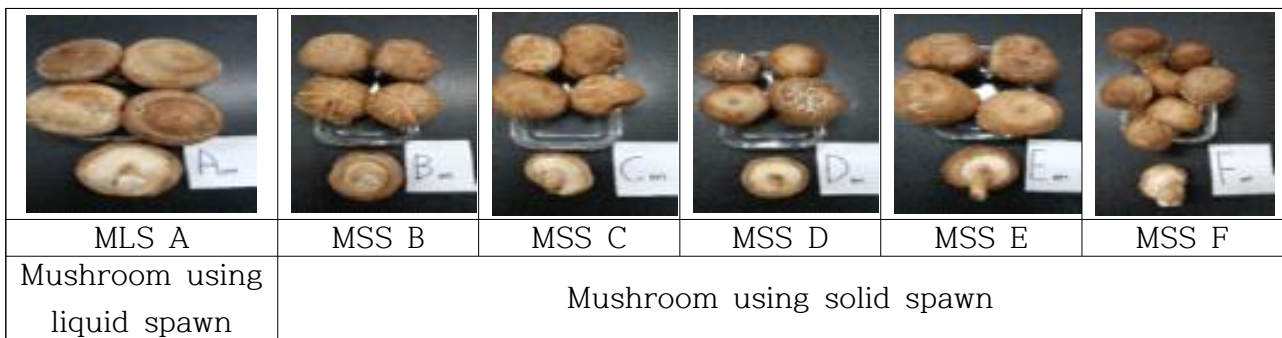 A
B
C
D
E
F
MLS A
MSS B
MSS C
MSS D
MSS E
MSS F
Mushroom using
liquid spawn
Mushroom using solid spawn